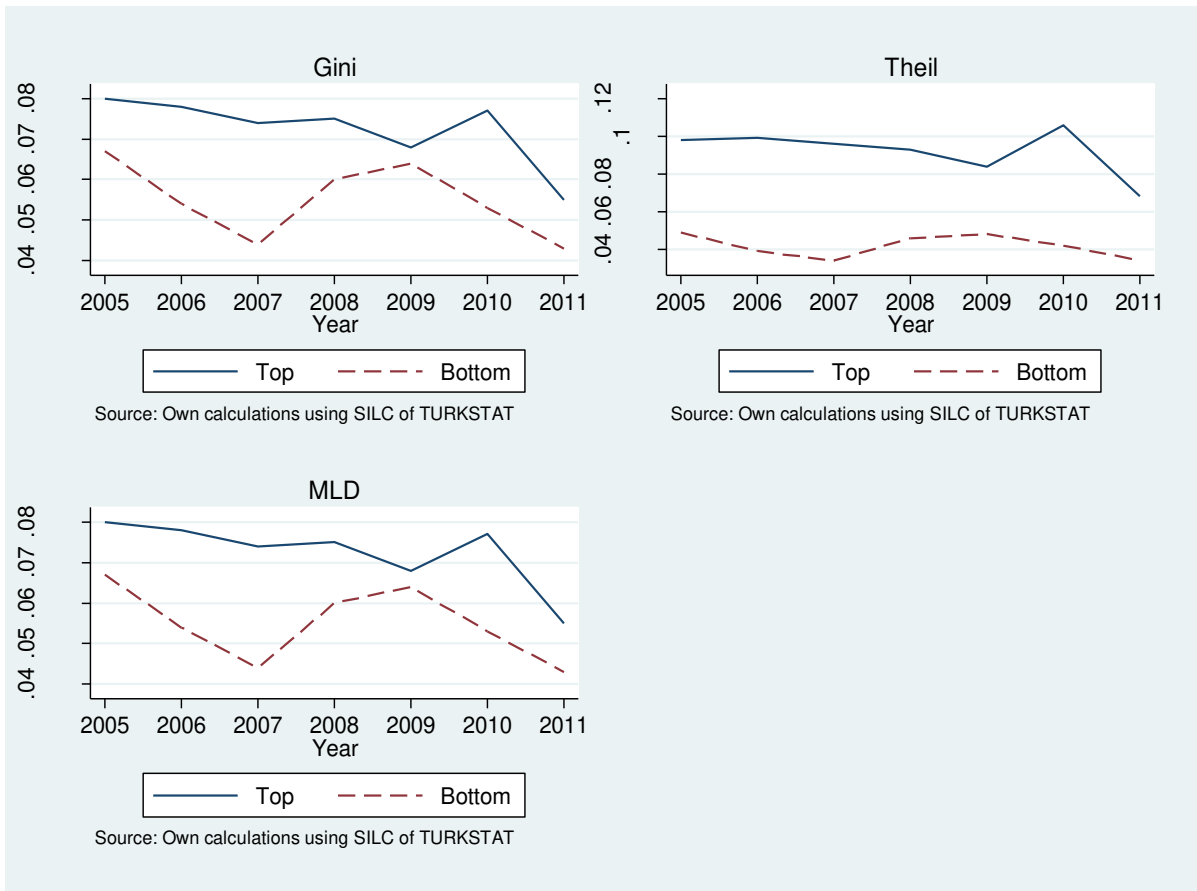 Gini
.04 .05 .06 .07 .08
2005 2006 2007 2008 2009 2010 2011
Year
Top Bottom
Source: Own calculations using SILC of TURKSTAT
Theil
.04 .06 .08 .1 .12
2005 2006 2007 2008 2009 2010 2011
Year
Top Bottom
Source: Own calculations using SILC of TURKSTAT
MLD
.04 .05 .06 .07 .08
2005 2006 2007 2008 2009 2010 2011
Year
Top Bottom
Source: Own calculations using SILC of TURKSTAT